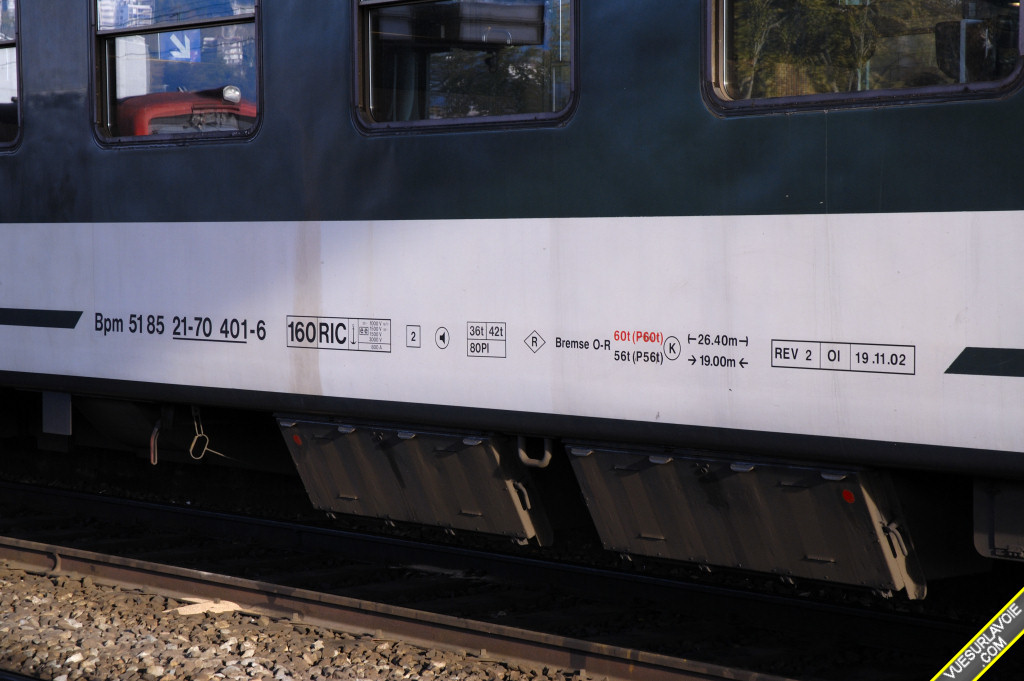 Bpm 51 85 21-70 401-6
160 RIC
2
36t 42t
80Pl
R
Bremse O-R
60t (P60t)
56t (P56t)
K
26.40m
19.00m
REV 2 OI 19.11.02
VUESURLAVOIE
.COM